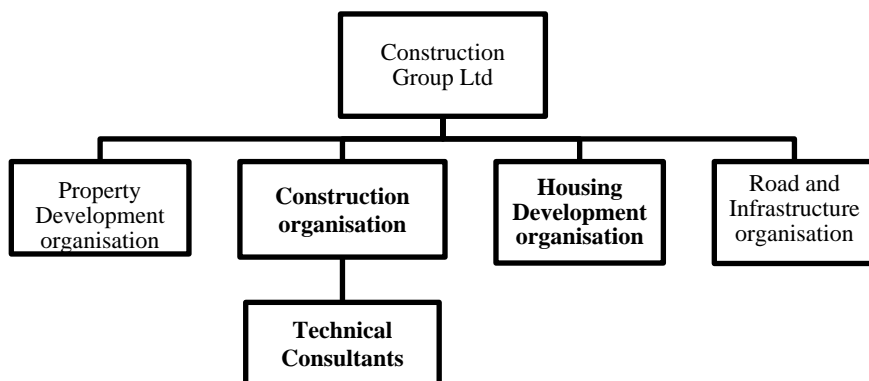 Construction
Group Ltd
Property
Development
organisation
Construction
organisation
Housing
Development
organisation
Road and
Infrastructure
organisation
Technical
Consultants